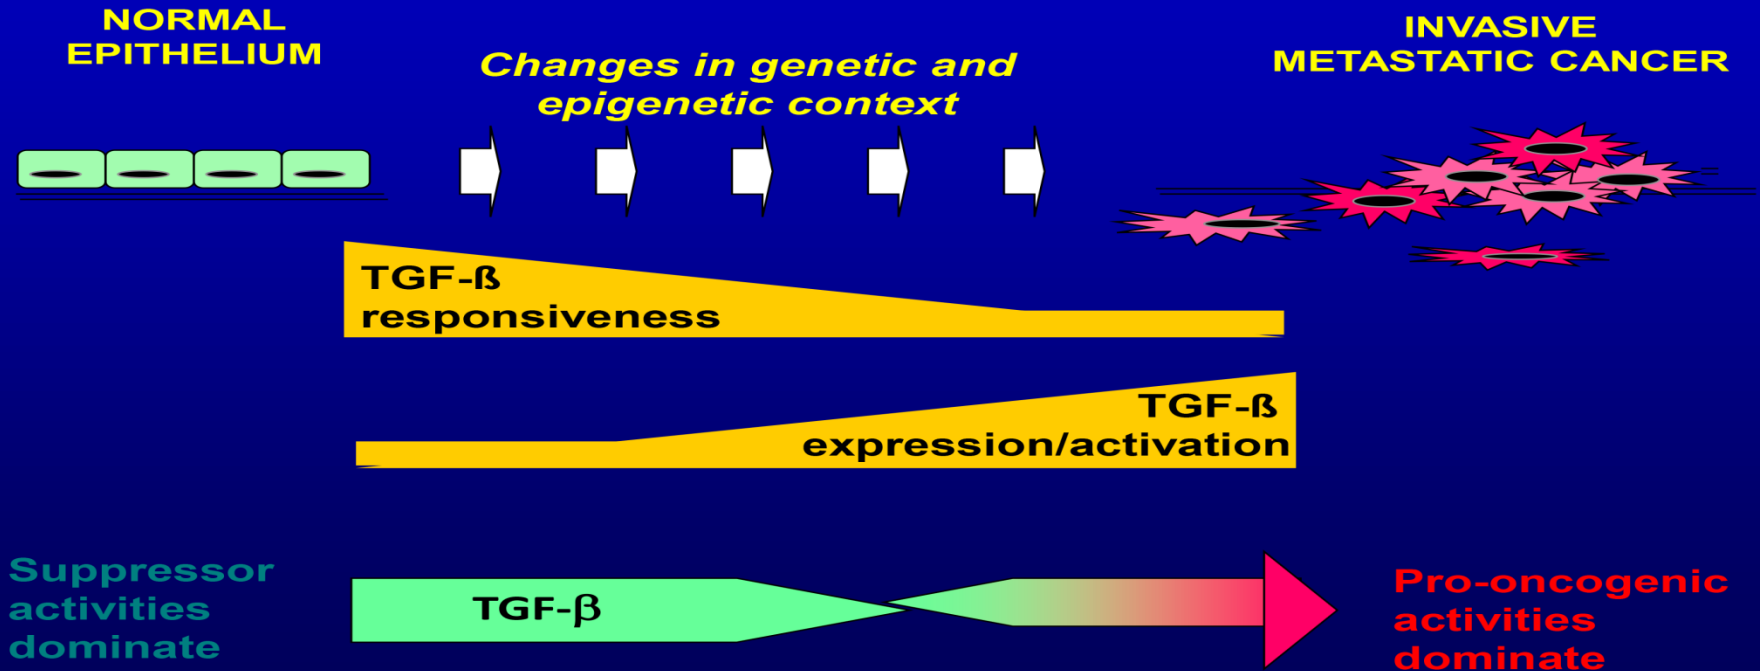 NORMAL
EPITHELIUM
Changes in genetic and
epigenetic context
INVASIVE
METASTATIC CANCER
TGF-ß
responsiveness
TGF-ß
expression/activation
Suppressor
activities
dominate
TGF-β
Pro-oncogenic
activities
dominate